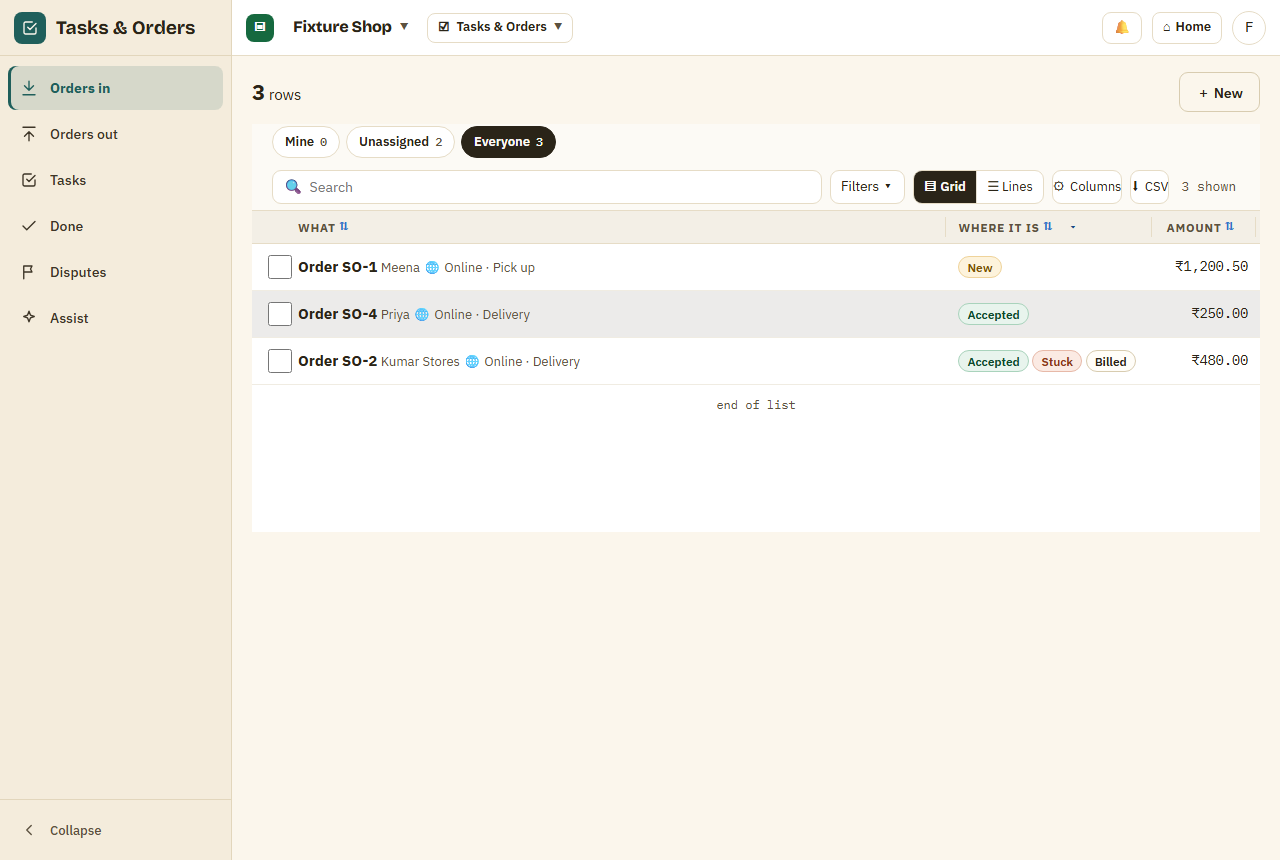 Tasks & Orders
Fixture Shop ▼
☑ Tasks & Orders ▼
Home
F
Orders in
Orders out
Tasks
Done
Disputes
Assist
Collapse
3 rows
+ New
Mine 0
Unassigned 2
Everyone 3
Search
Filters ▾
Grid
Lines
Columns
CSV
3 shown
WHAT
WHERE IT IS
AMOUNT
Order SO-1 Meena 🌐 Online · Pick up New ₹1,200.50
Order SO-4 Priya 🌐 Online · Delivery Accepted ₹250.00
Order SO-2 Kumar Stores 🌐 Online · Delivery Accepted Stuck Billed ₹480.00
end of list